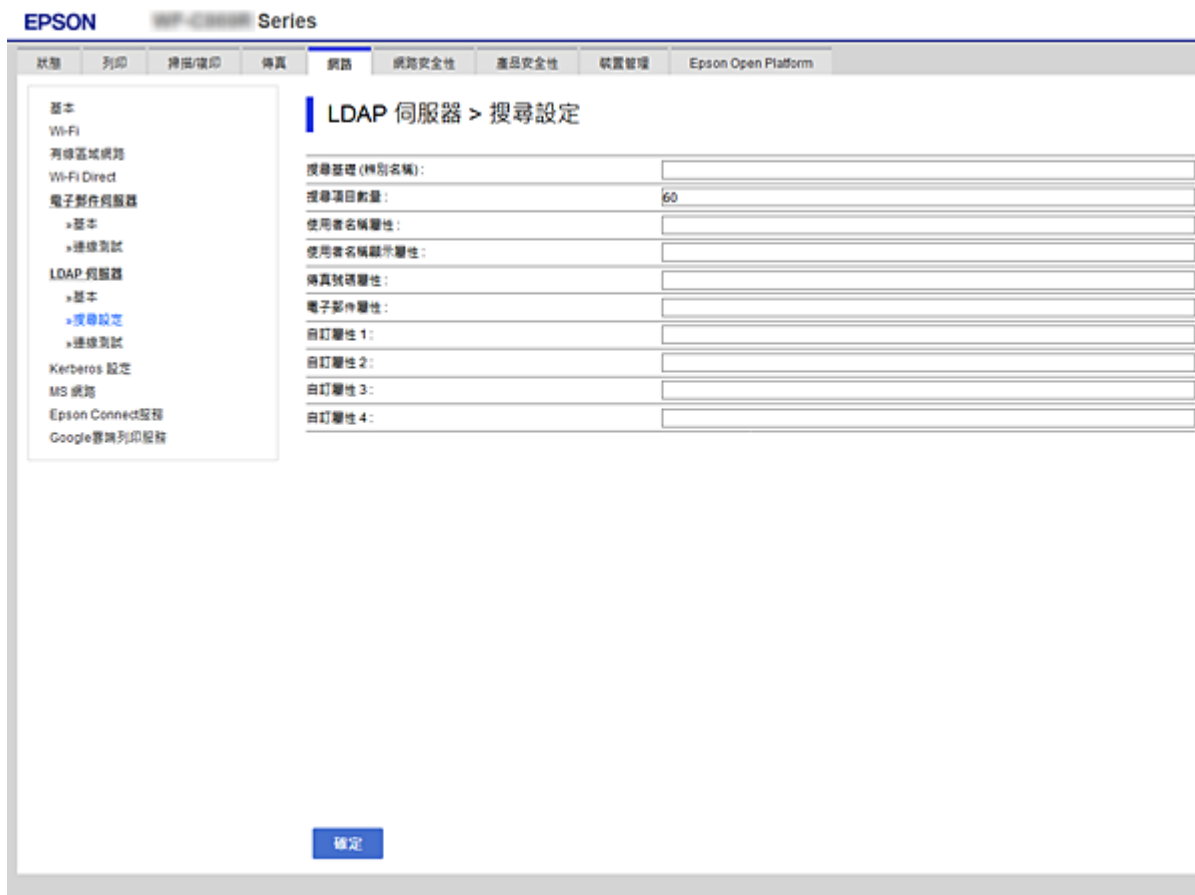 EPSON Series
狀態 列印 掃描/複印 傳真 網路 網路安全性 產品安全性 裝置管理 Epson Open Platform
基本
Wi-Fi
有線區域網路
Wi-Fi Direct
電子郵件伺服器
»基本
»連線測試
LDAP 伺服器
»基本
»搜尋設定
»連線測試
Kerberos 設定
MS 網路
Epson Connect服務
Google雲端列印服務
LDAP 伺服器 > 搜尋設定
搜尋基礎 (辨別名稱) :
搜尋項目數量 : 60
使用者名稱屬性 :
使用者名稱顯示屬性 :
傳真號碼屬性 :
電子郵件屬性 :
自訂屬性 1 :
自訂屬性 2 :
自訂屬性 3 :
自訂屬性 4 :
確定